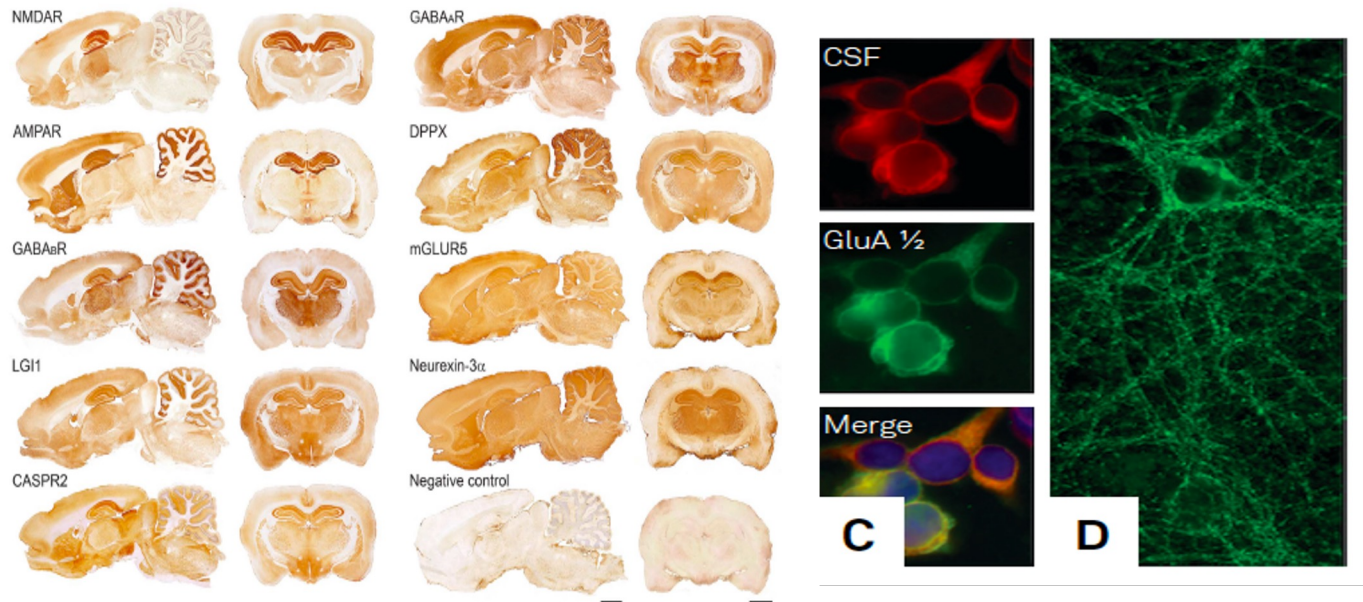 NMDAR
AMPAR
GABABR
LGI1
CASPR2
GABAAR
DPPX
mGLUR5
Neurexin-3α
Negative control
CSF
GluA ½
Merge
C
D